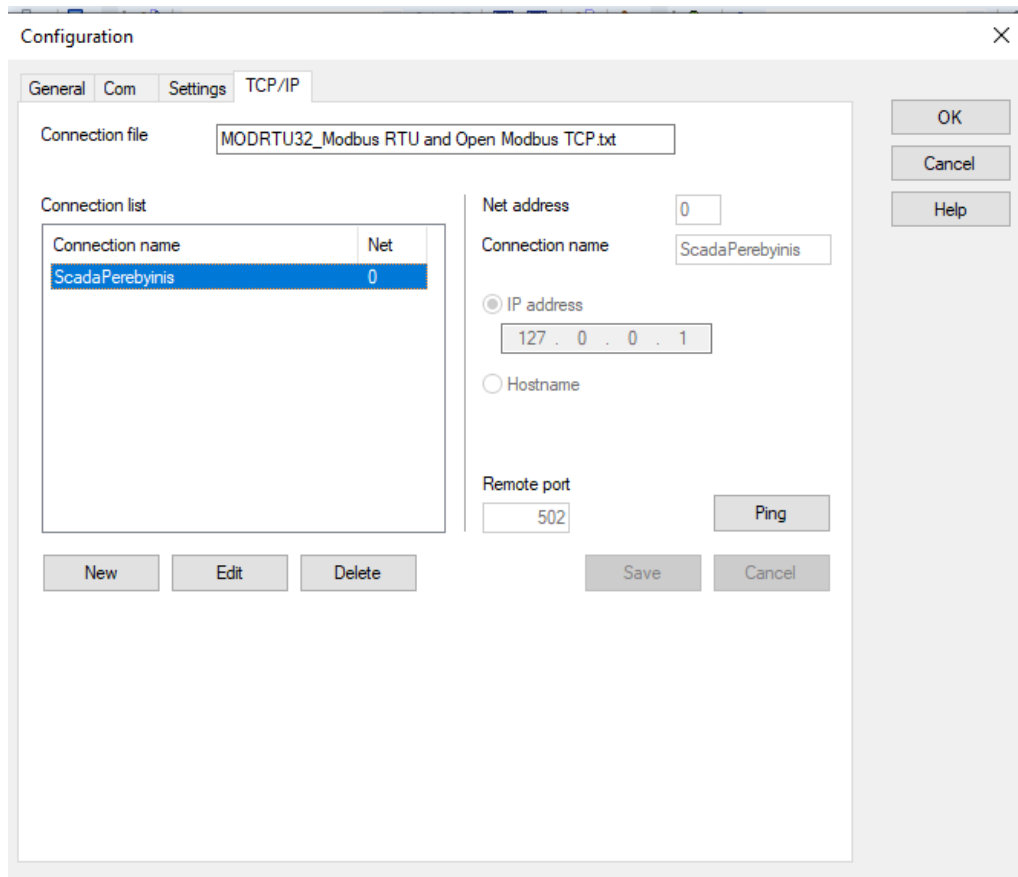 Configuration
General Com Settings TCP/IP
Connection file MODRTU32_Modbus RTU and Open Modbus TCP.txt
Connection list
Connection name Net
ScadaPerebyinis 0
New Edit Delete
Net address 0
Connection name ScadaPerebyinis
IP address
127 . 0 . 0 . 1
Hostname
Remote port
502 Ping
Save Cancel
OK
Cancel
Help